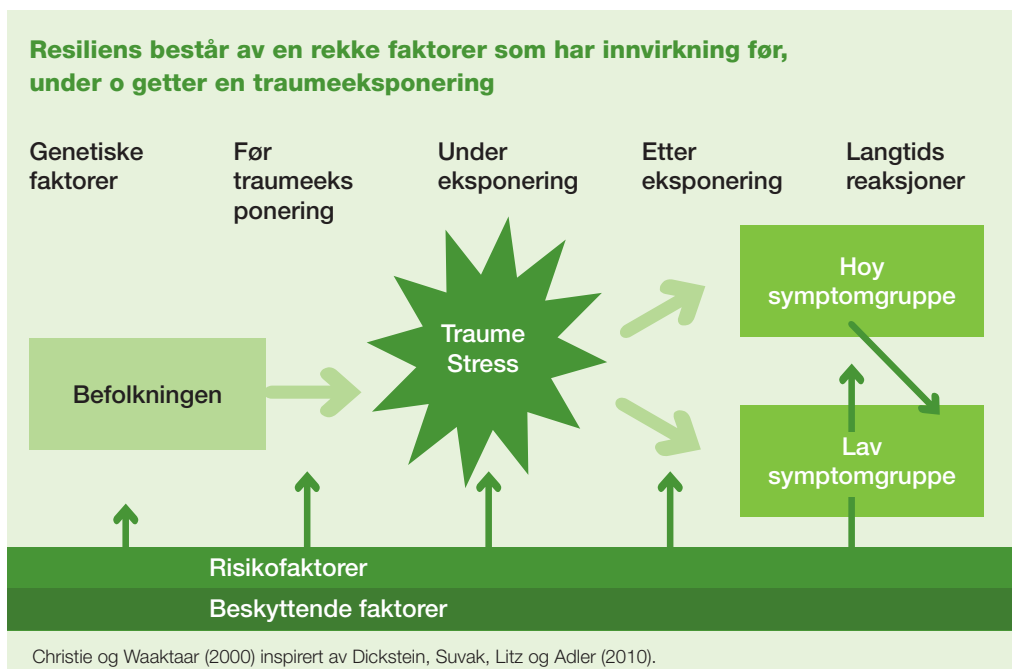 Resiliens består av en rekke faktorer som har innvirkning før,
under o getter en traumeeksponering
Genetiske
faktorer
Før
traumeeks
ponering
Under
eksponering
Etter
eksponering
Langtids
reaksjoner
Befolkningen
Traume
Stress
Hoy
symptomgruppe
Lav
symptomgruppe
Risikofaktorer
Beskyttende faktorer
Christie og Waaktaar (2000) inspirert av Dickstein, Suvak, Litz og Adler (2010).